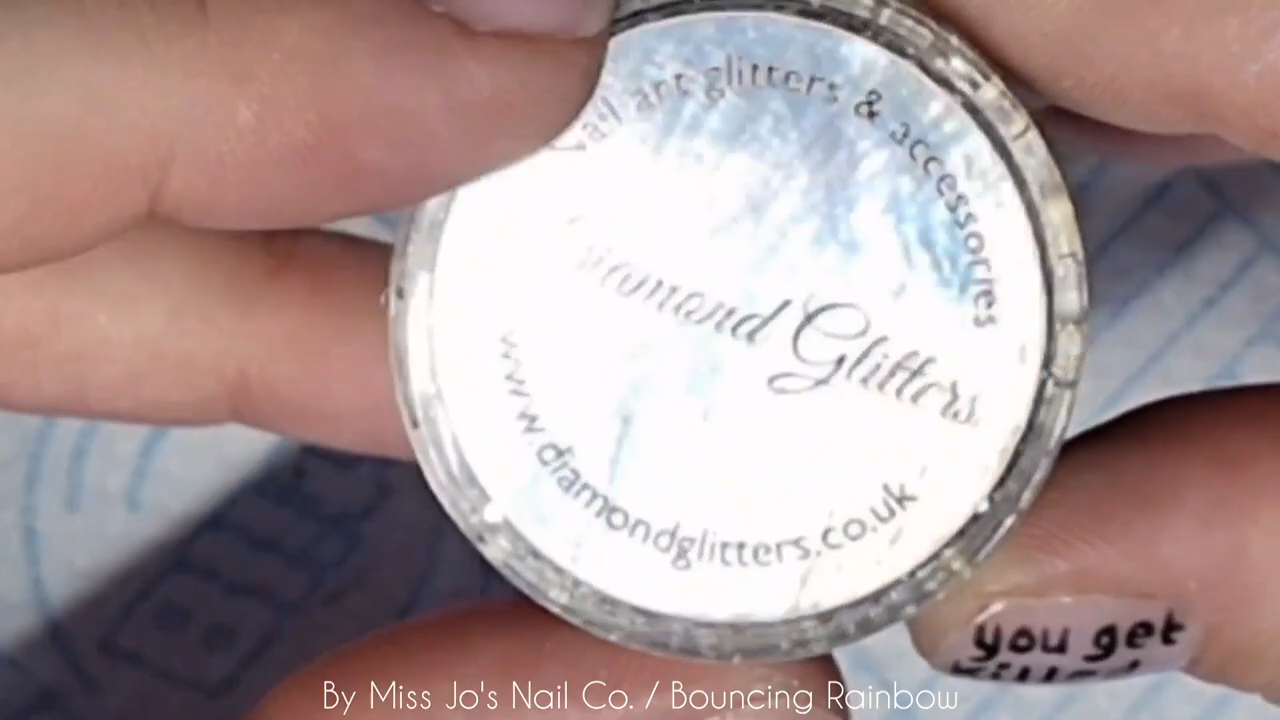 nail art glitters & accessories
Diamond Glitters
www.diamondglitters.co.uk
you get
By Miss Jo's Nail Co. / Bouncing Rainbow